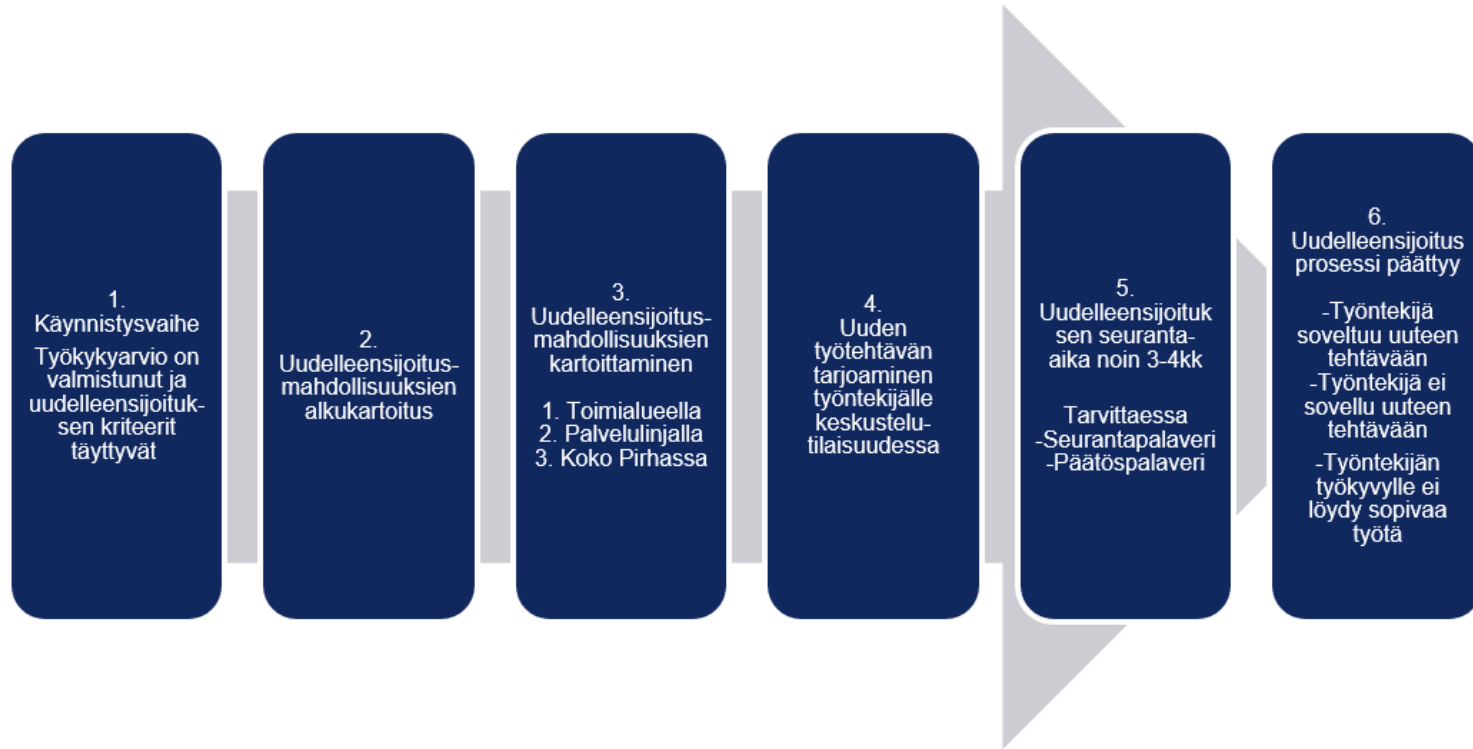 1.
Käynnistysvaihe
Työkykyarvio on
valmistunut ja
uudelleensijoituk-
sen kriteerit
täyttyvät
2.
Uudelleensijoitus-
mahdollisuuksien
alkukartoitus
3.
Uudelleensijoitus-
mahdollisuuksien
kartoittaminen
1. Toimialueella
2. Palvelulinjalla
3. Koko Pirhassa
4.
Uuden
työtehtävän
tarjoaminen
työntekijälle
keskustelu-
tilaisuudessa
5.
Uudelleensijoituk
sen seuranta-
aika noin 3-4kk
Tarvittaessa
-Seurantapalaveri
-Päätöspalaveri
6.
Uudelleensijoitus
prosessi päättyy
-Työntekijä
soveltuu uuteen
tehtävään
-Työntekijä ei
sovellu uuteen
tehtävään
-Työntekijän
työkyvylle ei
löydy sopivaa
työtä